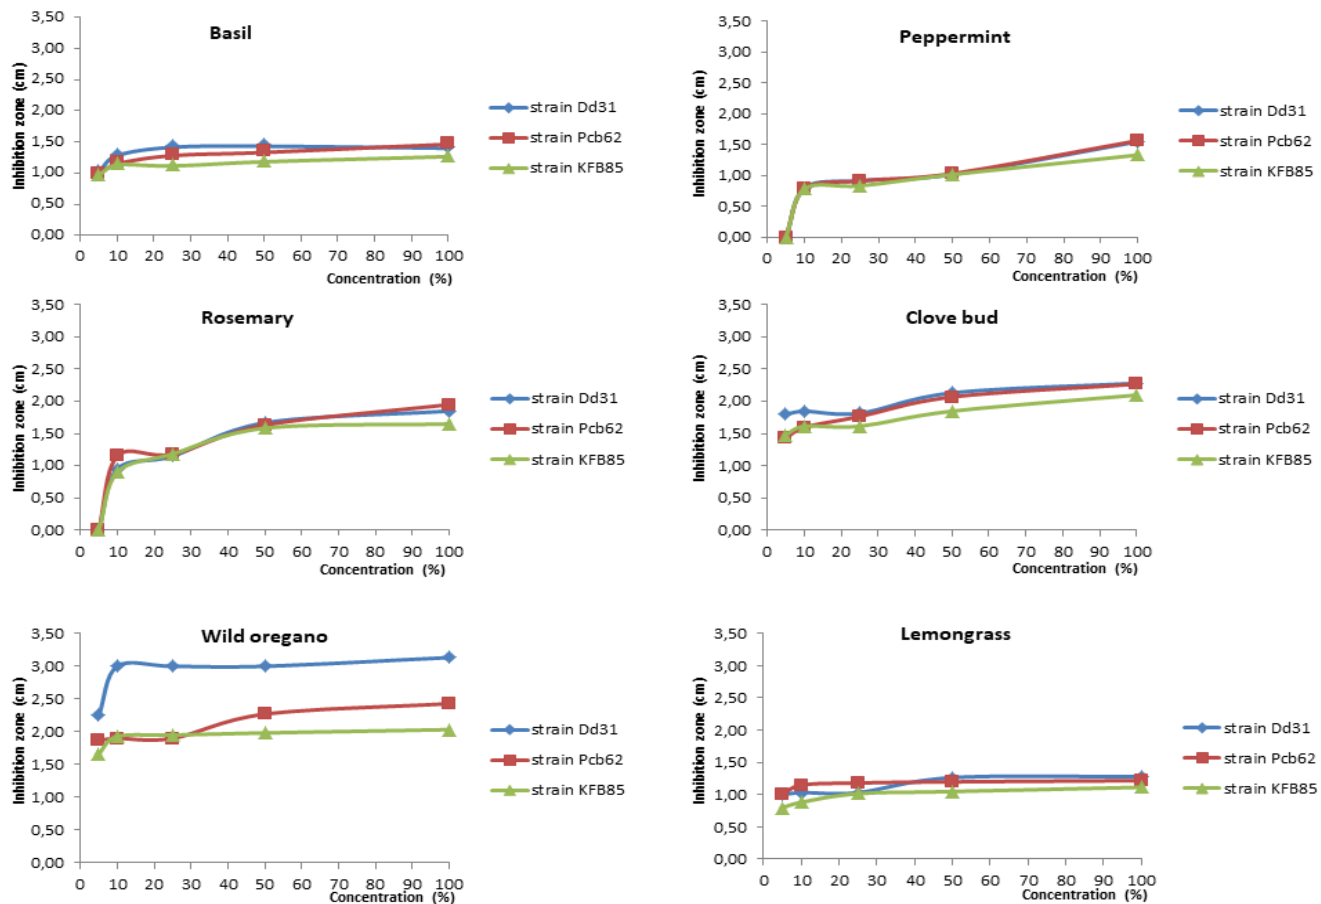 Basil
Inhibition zone (cm)
3,50
3,00
2,50
2,00
1,50
1,00
0,50
0,00
0 10 20 30 40 50 60 70 80 90 100
Concentration (%)
strain Dd31
strain Pcb62
strain KFB85
Peppermint
Inhibition zone (cm)
3,50
3,00
2,50
2,00
1,50
1,00
0,50
0,00
0 10 20 30 40 50 60 70 80 90 100
Concentration (%)
strain Dd31
strain Pcb62
strain KFB85
Rosemary
Inhibition zone (cm)
3,50
3,00
2,50
2,00
1,50
1,00
0,50
0,00
0 10 20 30 40 50 60 70 80 90 100
Concentration (%)
strain Dd31
strain Pcb62
strain KFB85
Clove bud
Inhibition zone (cm)
3,50
3,00
2,50
2,00
1,50
1,00
0,50
0,00
0 10 20 30 40 50 60 70 80 90 100
Concentration (%)
strain Dd31
strain Pcb62
strain KFB85
Wild oregano
Inhibition zone (cm)
3,50
3,00
2,50
2,00
1,50
1,00
0,50
0,00
0 10 20 30 40 50 60 70 80 90 100
Concentration (%)
strain Dd31
strain Pcb62
strain KFB85
Lemongrass
Inhibition zone (cm)
3,50
3,00
2,50
2,00
1,50
1,00
0,50
0,00
0 10 20 30 40 50 60 70 80 90 100
Concentration (%)
strain Dd31
strain Pcb62
strain KFB85